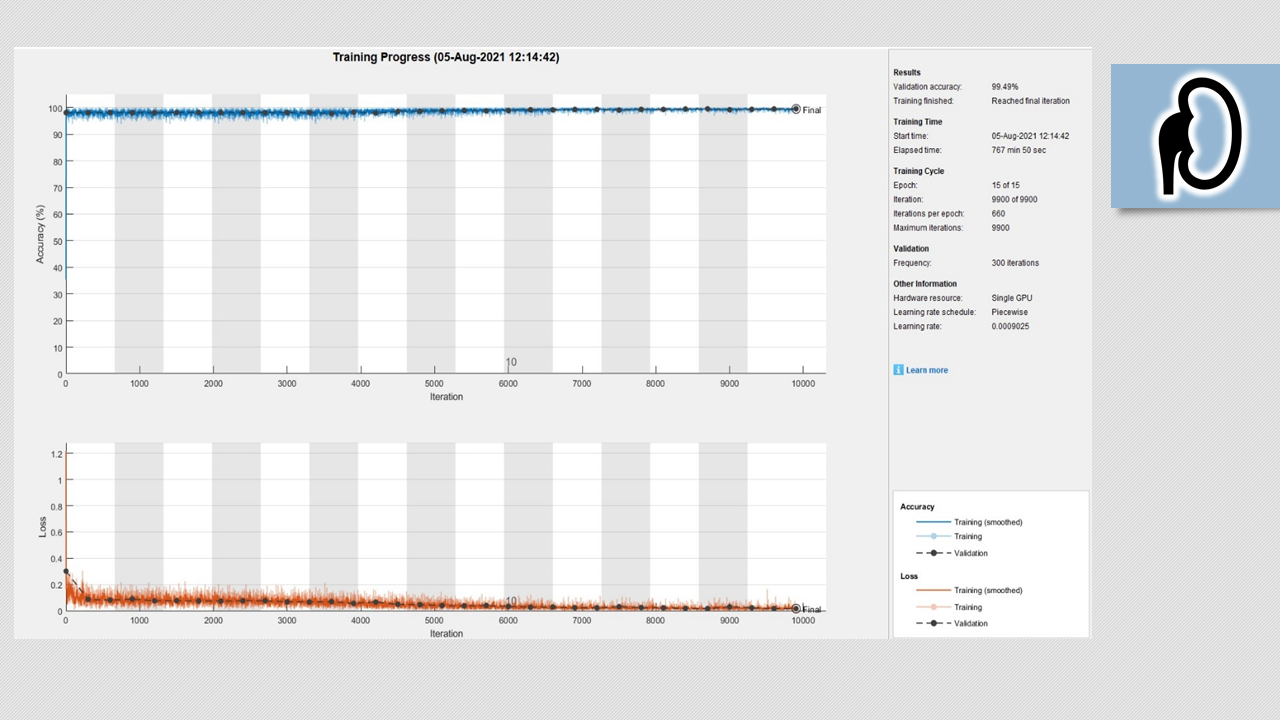 Training Progress (05-Aug-2021 12:14:42)
100
90
80
70
60
50
40
30
20
10
0
Accuracy (%)
Final
10
0 1000 2000 3000 4000 5000 6000 7000 8000 9000 10000
Iteration
1.2
1
0.8
0.6
0.4
0.2
0
Loss
10
Final
0 1000 2000 3000 4000 5000 6000 7000 8000 9000 10000
Iteration
Results
Validation accuracy: 99.49%
Training finished: Reached final iteration
Training Time
Start time: 05-Aug-2021 12:14:42
Elapsed time: 767 min 50 sec
Training Cycle
Epoch: 15 of 15
Iteration: 9900 of 9900
Iterations per epoch: 660
Maximum iterations: 9900
Validation
Frequency: 300 iterations
Other Information
Hardware resource: Single GPU
Learning rate schedule: Piecewise
Learning rate: 0.0009025
i Learn more
Accuracy
Training (smoothed)
Training
Validation
Loss
Training (smoothed)
Training
Validation